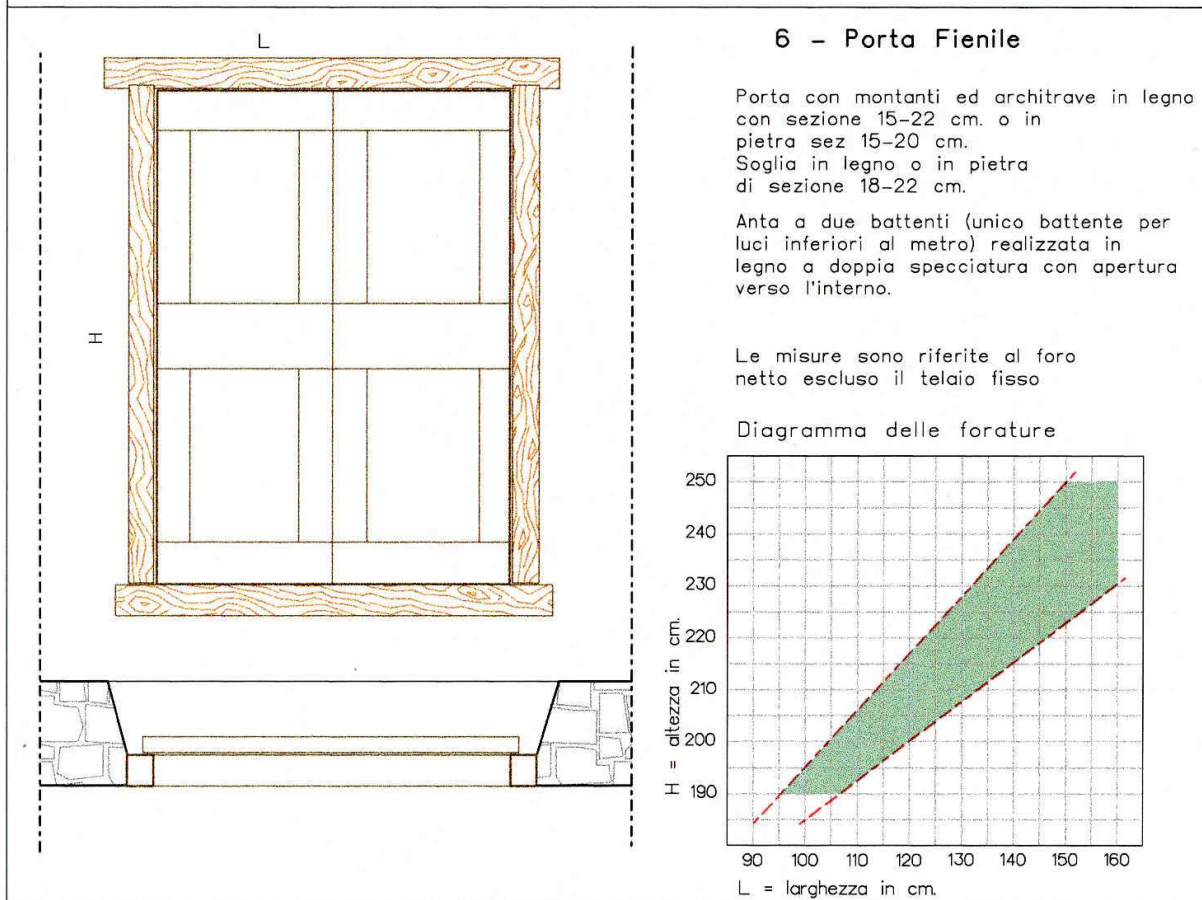 L
H
6 - Porta Fienile
Porta con montanti ed architrave in legno
con sezione 15-22 cm. o in
pietra sez 15-20 cm.
Soglia in legno o in pietra
di sezione 18-22 cm.
Anta a due battenti (unico battente per
luci inferiori al metro) realizzata in
legno a doppia specciatura con apertura
verso l'interno.
Le misure sono riferite al foro
netto escluso il telaio fisso
Diagramma delle forature
250
240
230
220
210
200
190
H = altezza in cm.
90 100 110 120 130 140 150 160
L = larghezza in cm.